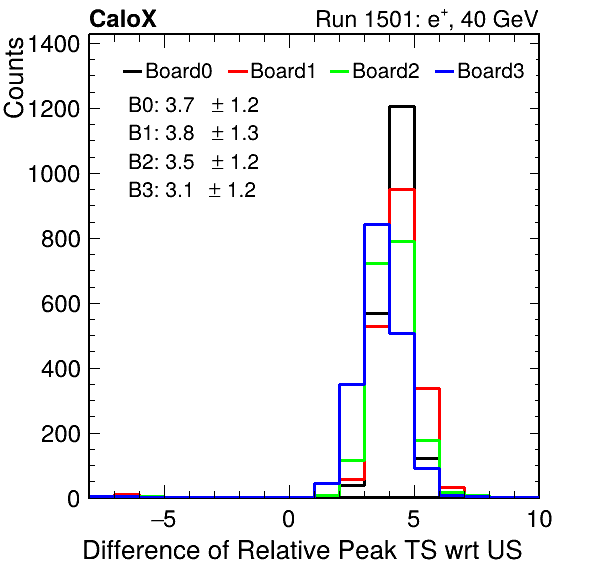 CaloX Run 1501: e+, 40 GeV
Counts
Board0 Board1 Board2 Board3
B0: 3.7 ± 1.2
B1: 3.8 ± 1.3
B2: 3.5 ± 1.2
B3: 3.1 ± 1.2
1400
1200
1000
800
600
400
200
0
−5 0 5 10
Difference of Relative Peak TS wrt US